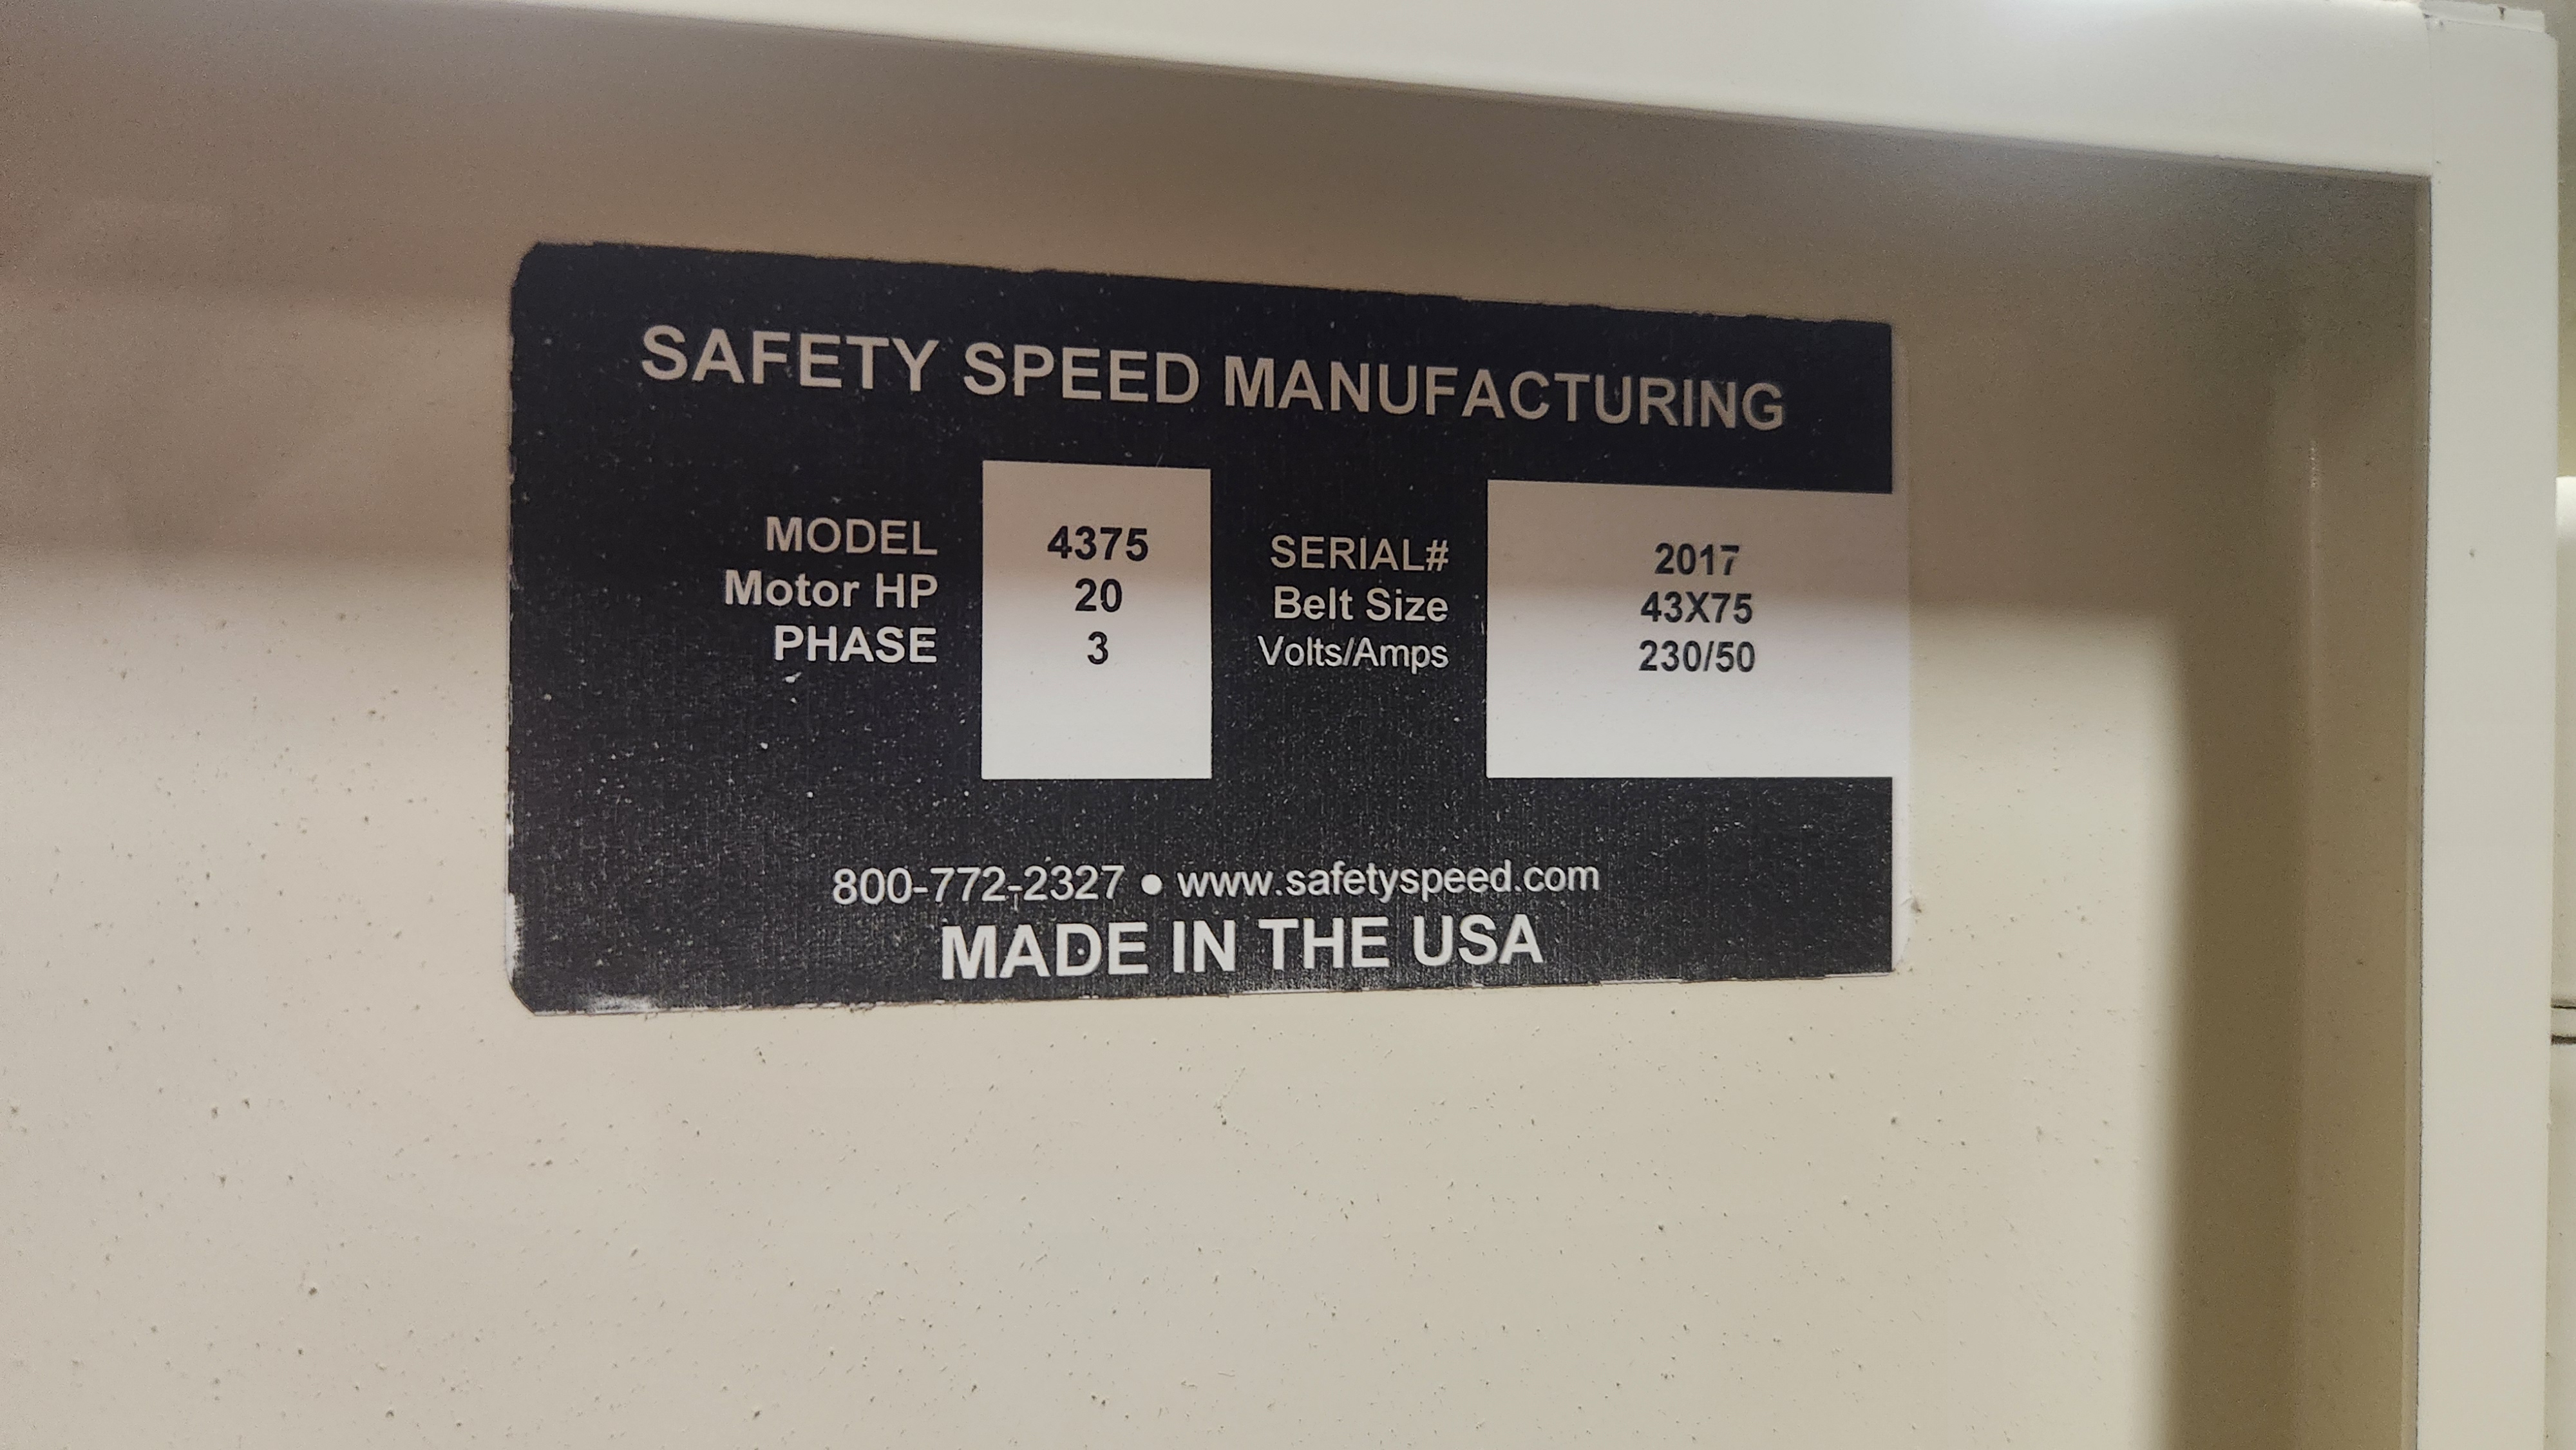 SAFETY SPEED MANUFACTURING
MODEL 4375 SERIAL# 2017
Motor HP 20 Belt Size 43X75
PHASE 3 Volts/Amps 230/50
800-772-2327 • www.safetyspeed.com
MADE IN THE USA